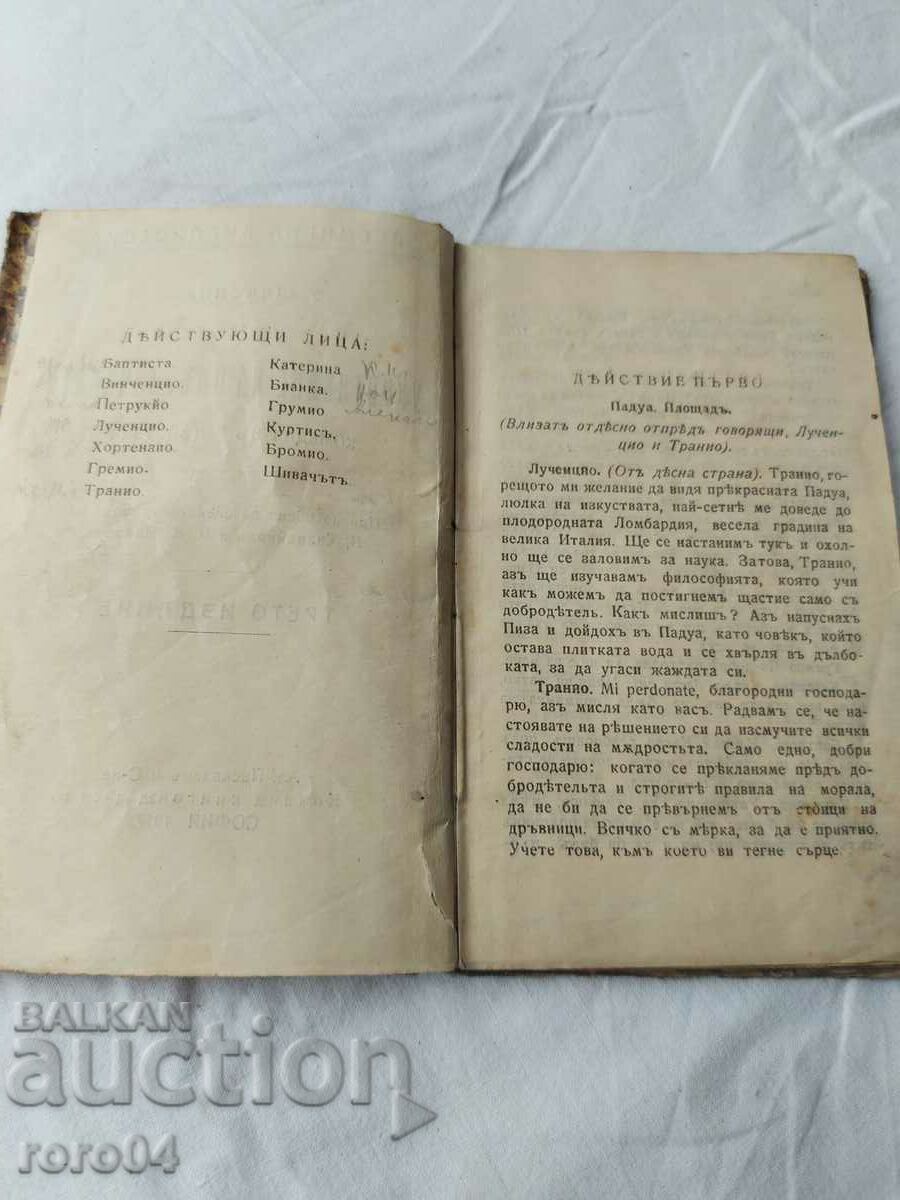 ДѢЙСТВУЮЩИ ЛИЦА:
Баптиста
Винченцио.
Петрукйо
Лученцио.
Хортензио
Гремио.
Транио.
Катерина
Бианка.
Грумио
Куртисъ.
Бромио.
Шивачътъ
ДѢЙСТВИЕ ПЪРВО
Падуа. Площадь.
(Влизатъ отдѣсно отпрѣдъ говорящи, Лучен-
цио и Транио).
Лученцио. (Отъ дѣсна страна). Транио, го-
рещото ми желание да видя прѣкрасната Падуа,
люлка на изкуствата, най-сетнѣ ме доведе до
плодородната Ломбардия, весела градина на
велика Италия. Ще се настанимъ тукъ и охол-
но ще се заловимъ за наука. Затова, Транио,
азъ ще изучавамъ философията, която учи
какъ можемъ да постигнемъ щастие само съ
добродѣтель. Какъ мислишъ? Азъ напуснахъ
Пиза и дойдохъ въ Падуа, като човѣкъ, който
остава плитката вода и се хвърля въ дълбо-
ката, за да угаси жаждата си.
Транио. Mi perdonate, благородни господа-
рю, азъ мисля като васъ. Радвамъ се, че на-
стоявате на рѣшението си да изсмучите всички
сладости на мѫдростьта. Само едно, добри
господарю: когато се прѣкланяме прѣдъ до-
бродѣтельта и строгитѣ правила на морала,
да не би да се прѣвърнемъ отъ стоици на
дръвници. Всичко съ мѣрка, за да е приятно.
Учете това, къмъ което ви тегне сърце.
BALKAN
auction
roro04